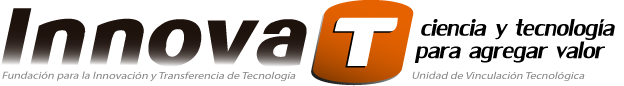 InnovaT
ciencia y tecnología
para agregar valor
Fundación para la Innovación y Transferencia de Tecnología
Unidad de Vinculación Tecnológica